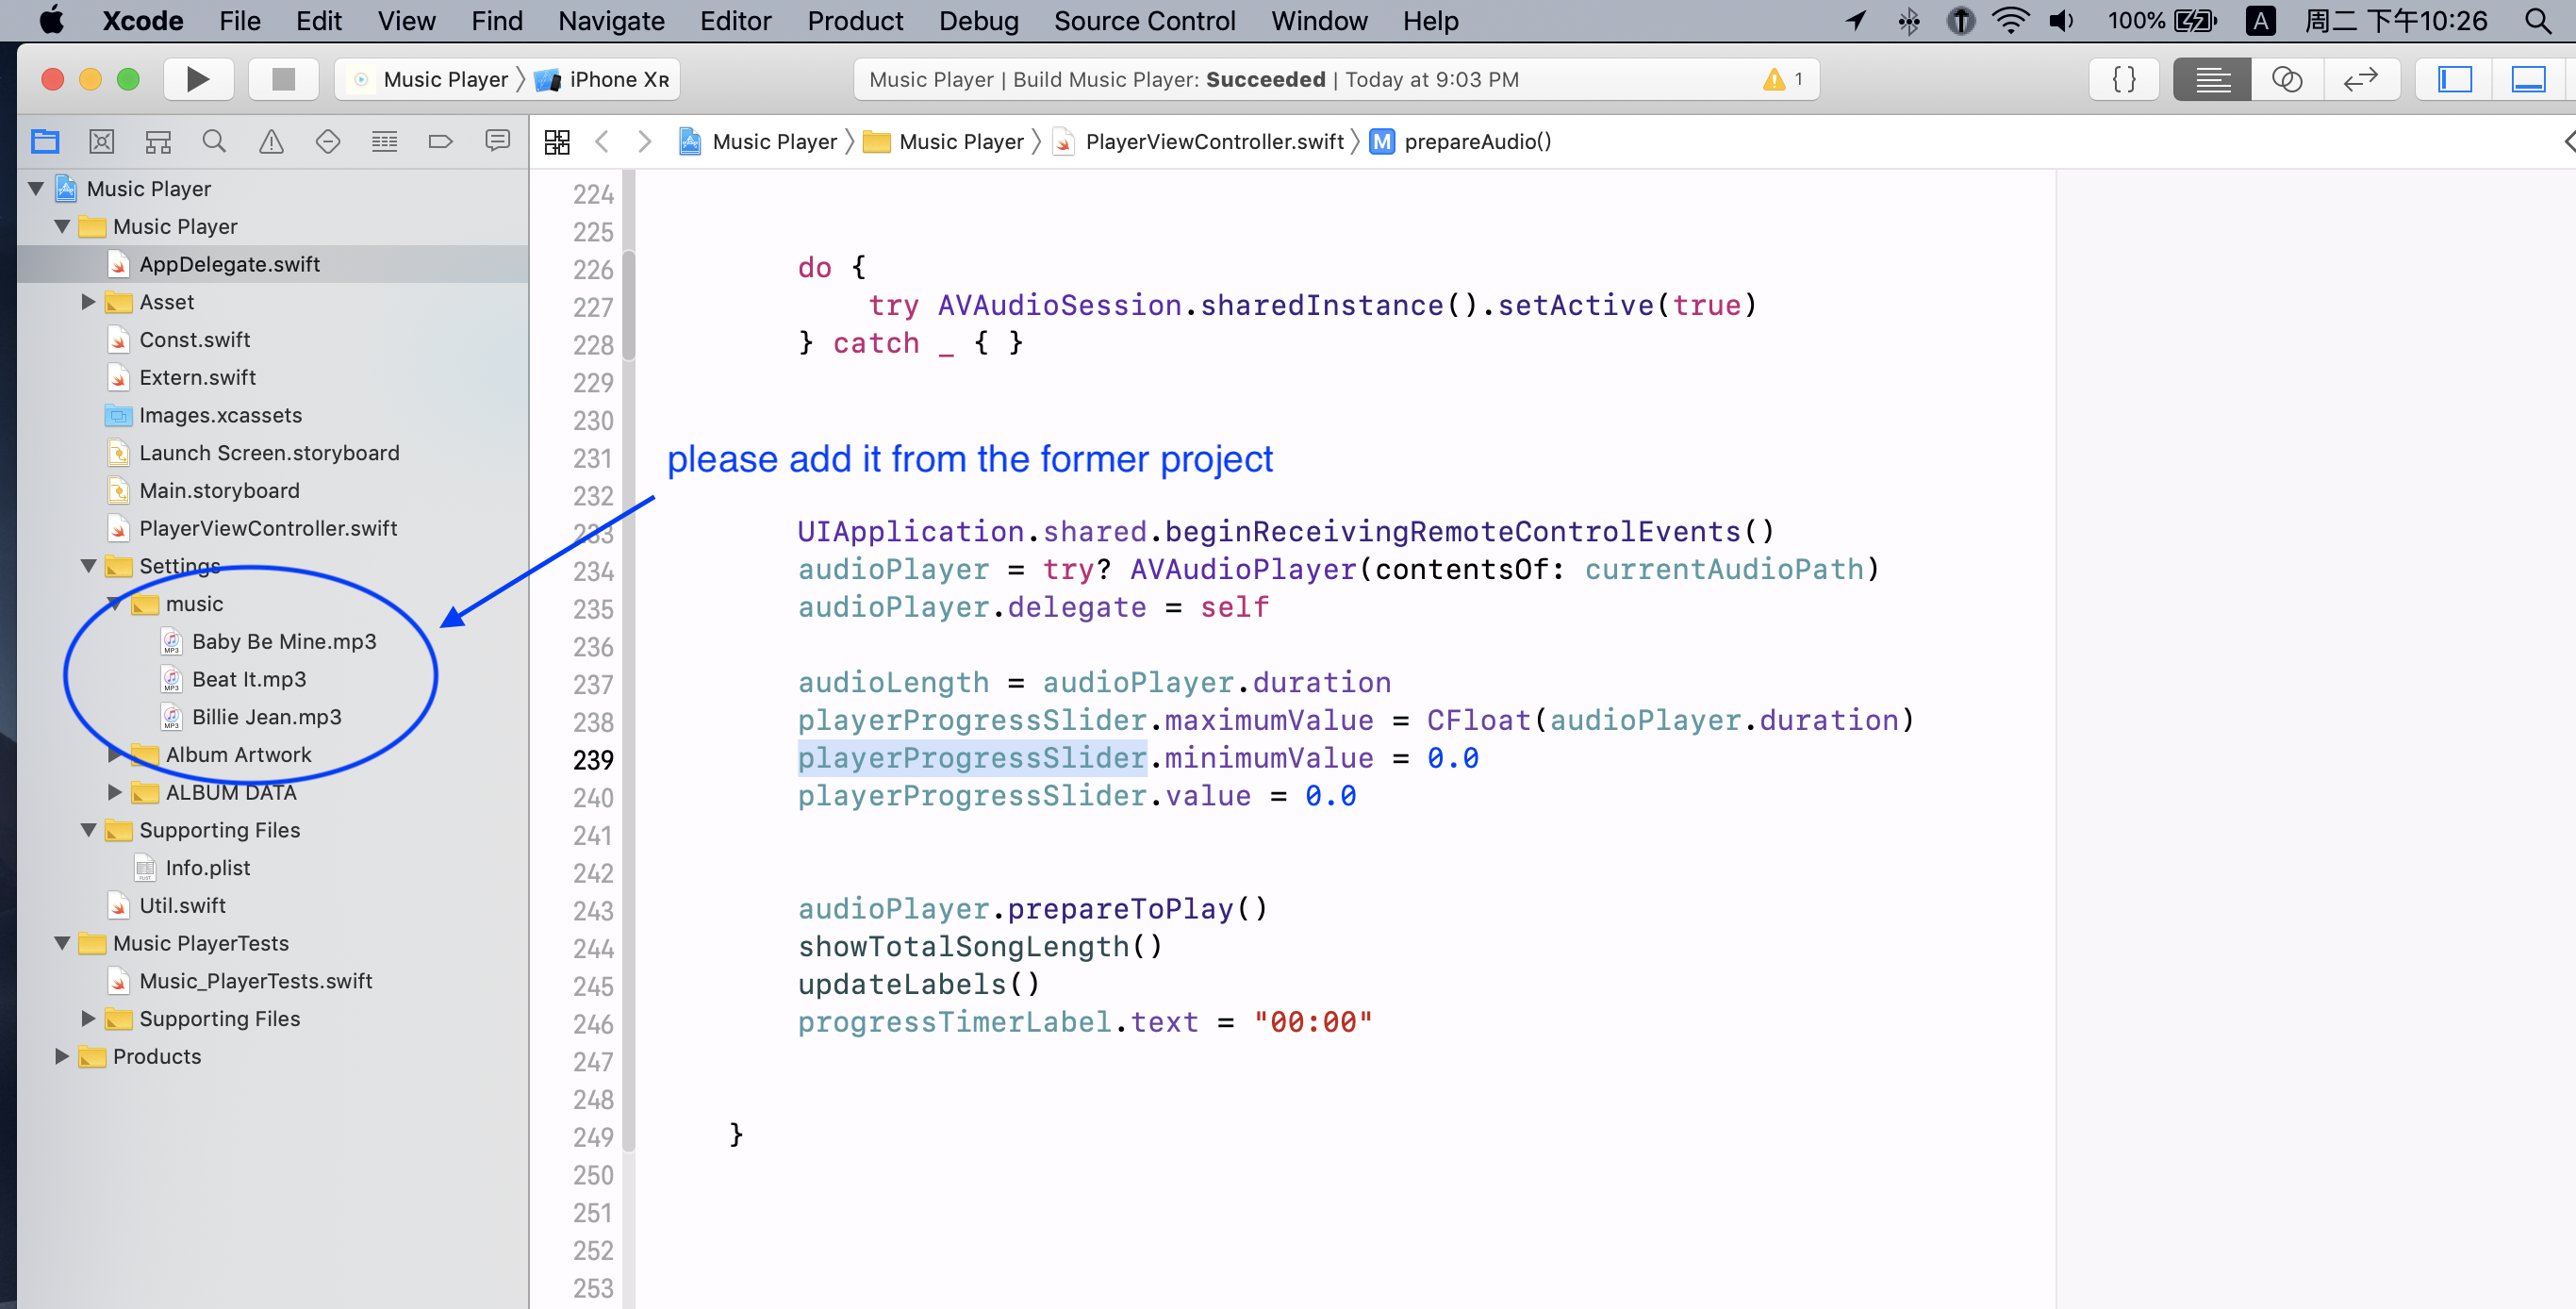 Xcode File Edit View Find Navigate Editor Product Debug Source Control Window Help 100% A 周二 下午10:26
Music Player 〉 iPhone XR
Music Player | Build Music Player: Succeeded | Today at 9:03 PM 1
{}
Music Player 〉 Music Player 〉 PlayerViewController.swift 〉 M prepareAudio()
Music Player
Music Player
AppDelegate.swift
Asset
Const.swift
Extern.swift
Images.xcassets
Launch Screen.storyboard
Main.storyboard
PlayerViewController.swift
Settings
music
MP3 Baby Be Mine.mp3
MP3 Beat It.mp3
MP3 Billie Jean.mp3
Album Artwork
ALBUM DATA
Supporting Files
Info.plist
Util.swift
Music PlayerTests
Music_PlayerTests.swift
Supporting Files
Products
224
225
226 do {
227 try AVAudioSession.sharedInstance().setActive(true)
228 } catch _ { }
229
230
231 please add it from the former project
232
233 UIApplication.shared.beginReceivingRemoteControlEvents()
234 audioPlayer = try? AVAudioPlayer(contentsOf: currentAudioPath)
235 audioPlayer.delegate = self
236
237 audioLength = audioPlayer.duration
238 playerProgressSlider.maximumValue = CFloat(audioPlayer.duration)
239 playerProgressSlider.minimumValue = 0.0
240 playerProgressSlider.value = 0.0
241
242
243 audioPlayer.prepareToPlay()
244 showTotalSongLength()
245 updateLabels()
246 progressTimerLabel.text = "00:00"
247
248
249 }
250
251
252
253